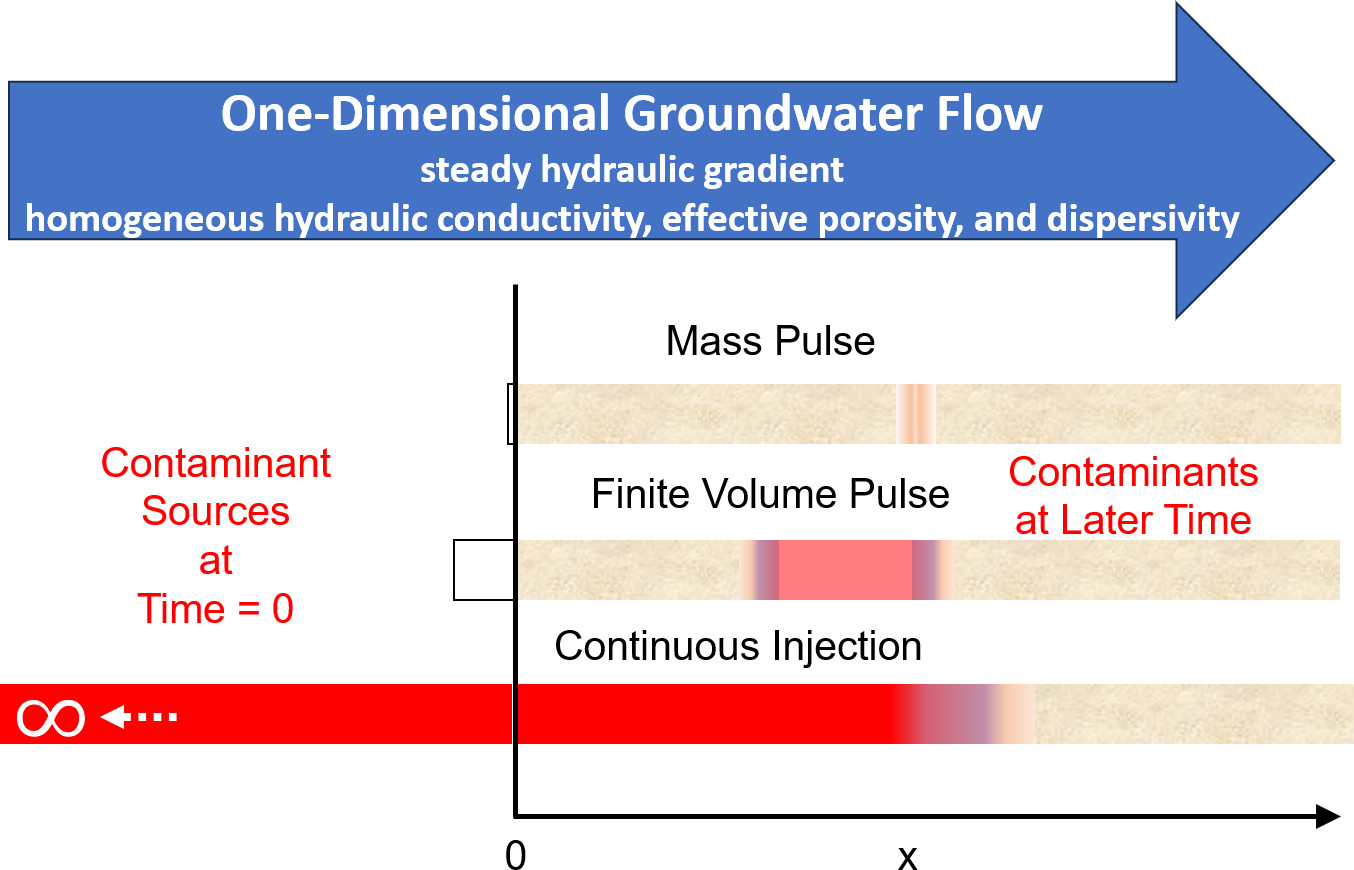 One-Dimensional Groundwater Flow
steady hydraulic gradient
homogeneous hydraulic conductivity, effective porosity, and dispersivity
Mass Pulse
Contaminant
Sources
at
Time = 0
Finite Volume Pulse
Contaminants
at Later Time
Continuous Injection
∞
0
x